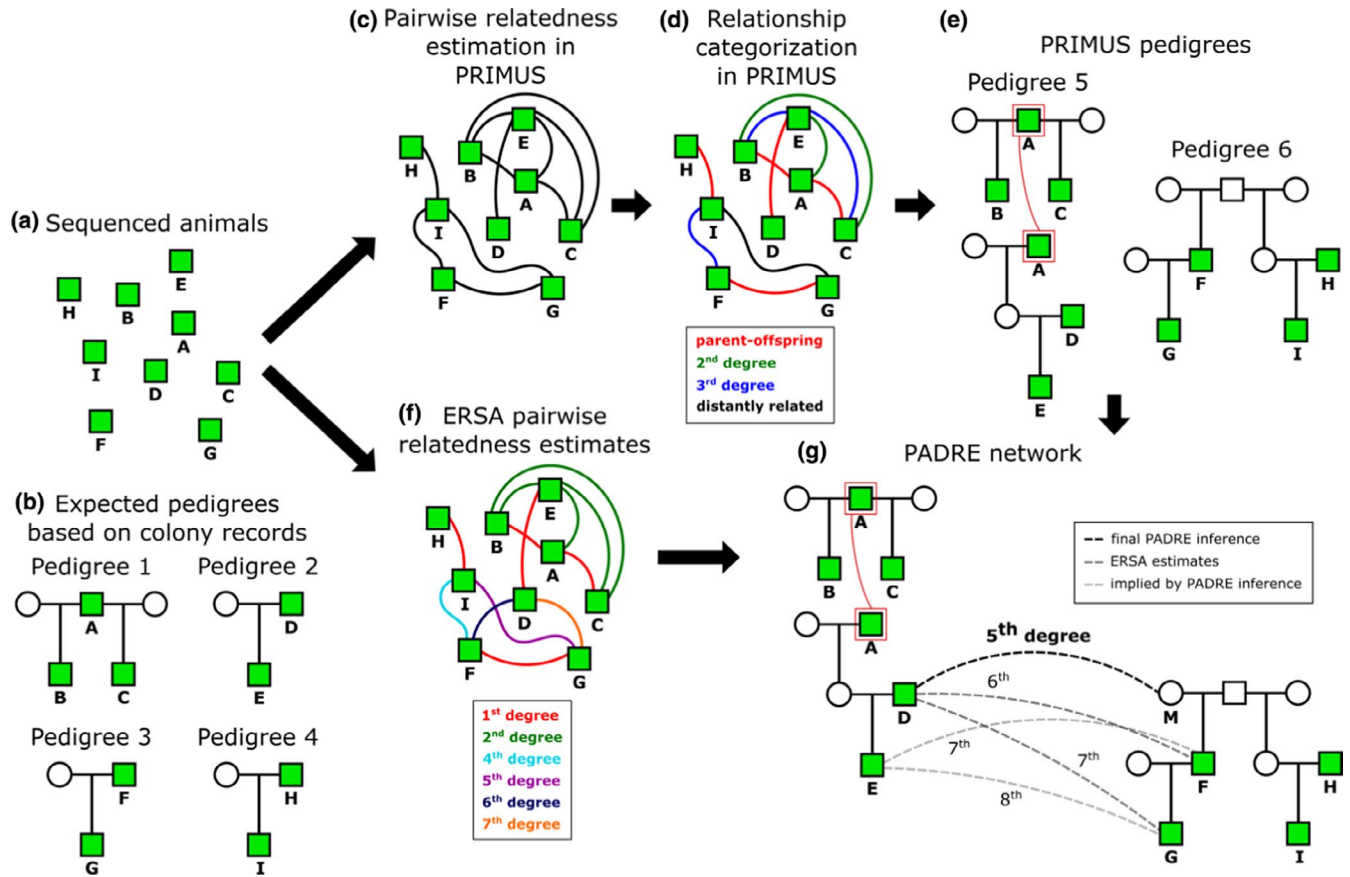 (a) Sequenced animals
E
H
B
A
I
D
C
F
G
(b) Expected pedigrees
based on colony records
Pedigree 1
A
B
C
Pedigree 2
D
E
Pedigree 3
F
G
Pedigree 4
H
I
(c) Pairwise relatedness
estimation in
PRIMUS
E
H
B
A
I
D
C
F
G
(d) Relationship
categorization
in PRIMUS
E
H
B
A
I
D
C
F
G
parent-offspring
2nd degree
3rd degree
distantly related
(e) PRIMUS pedigrees
Pedigree 5
A
B
C
A
D
E
Pedigree 6
F
H
G
I
(f) ERSA pairwise
relatedness estimates
E
H
B
A
I
D
C
F
G
1st degree
2nd degree
4th degree
5th degree
6th degree
7th degree
(g) PADRE network
A
B
C
A
D
E
final PADRE inference
ERSA estimates
implied by PADRE inference
5th degree
6th
7th
7th
8th
M
F
H
G
I